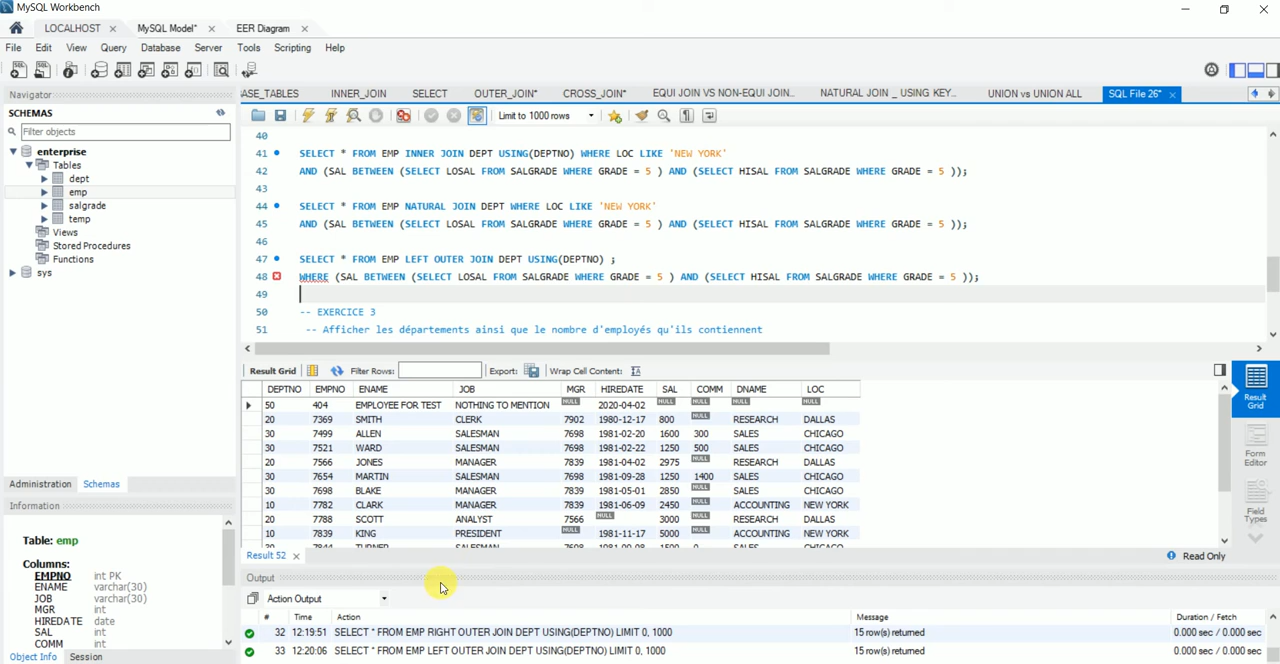 MySQL Workbench
LOCALHOST
MySQL Model*
EER Diagram
File Edit View Query Database Server Tools Scripting Help
Navigator
BASE_TABLES INNER_JOIN SELECT OUTER_JOIN* CROSS_JOIN* EQUI JOIN VS NON-EQUI JOIN... NATURAL JOIN _ USING KEY... UNION vs UNION ALL SQL File 26*
SCHEMAS
Filter objects
enterprise
Tables
dept
emp
salgrade
temp
Views
Stored Procedures
Functions
sys
Limit to 1000 rows
40
41 SELECT * FROM EMP INNER JOIN DEPT USING(DEPTNO) WHERE LOC LIKE 'NEW YORK'
42 AND (SAL BETWEEN (SELECT LOSAL FROM SALGRADE WHERE GRADE = 5 ) AND (SELECT HISAL FROM SALGRADE WHERE GRADE = 5 ));
43
44 SELECT * FROM EMP NATURAL JOIN DEPT WHERE LOC LIKE 'NEW YORK'
45 AND (SAL BETWEEN (SELECT LOSAL FROM SALGRADE WHERE GRADE = 5 ) AND (SELECT HISAL FROM SALGRADE WHERE GRADE = 5 ));
46
47 SELECT * FROM EMP LEFT OUTER JOIN DEPT USING(DEPTNO) ;
48 WHERE (SAL BETWEEN (SELECT LOSAL FROM SALGRADE WHERE GRADE = 5 ) AND (SELECT HISAL FROM SALGRADE WHERE GRADE = 5 ));
49
50 -- EXERCICE 3
51 -- Afficher les départements ainsi que le nombre d'employés qu'ils contiennent
Result Grid Filter Rows: Export: Wrap Cell Content:
DEPTNO EMPNO ENAME JOB MGR HIREDATE SAL COMM DNAME LOC
50 404 EMPLOYEE FOR TEST NOTHING TO MENTION NULL 2020-04-02 NULL NULL NULL NULL
20 7369 SMITH CLERK 7902 1980-12-17 800 NULL RESEARCH DALLAS
30 7499 ALLEN SALESMAN 7698 1981-02-20 1600 300 SALES CHICAGO
30 7521 WARD SALESMAN 7698 1981-02-22 1250 500 SALES CHICAGO
20 7566 JONES MANAGER 7839 1981-04-02 2975 NULL RESEARCH DALLAS
30 7654 MARTIN SALESMAN 7698 1981-09-28 1250 1400 SALES CHICAGO
30 7698 BLAKE MANAGER 7839 1981-05-01 2850 NULL SALES CHICAGO
10 7782 CLARK MANAGER 7839 1981-06-09 2450 NULL ACCOUNTING NEW YORK
20 7788 SCOTT ANALYST 7566 NULL 3000 NULL RESEARCH DALLAS
10 7839 KING PRESIDENT NULL 1981-11-17 5000 NULL ACCOUNTING NEW YORK
Result Grid
Form Editor
Field Types
Result 52
Read Only
Administration Schemas
Information
Table: emp
Columns:
EMPNO int PK
ENAME varchar(30)
JOB varchar(30)
MGR int
HIREDATE date
SAL int
COMM int
Object Info Session
Output
Action Output
# Time Action Message Duration / Fetch
32 12:19:51 SELECT * FROM EMP RIGHT OUTER JOIN DEPT USING(DEPTNO) LIMIT 0, 1000 15 row(s) returned 0.000 sec / 0.000 sec
33 12:20:06 SELECT * FROM EMP LEFT OUTER JOIN DEPT USING(DEPTNO) LIMIT 0, 1000 15 row(s) returned 0.000 sec / 0.000 sec